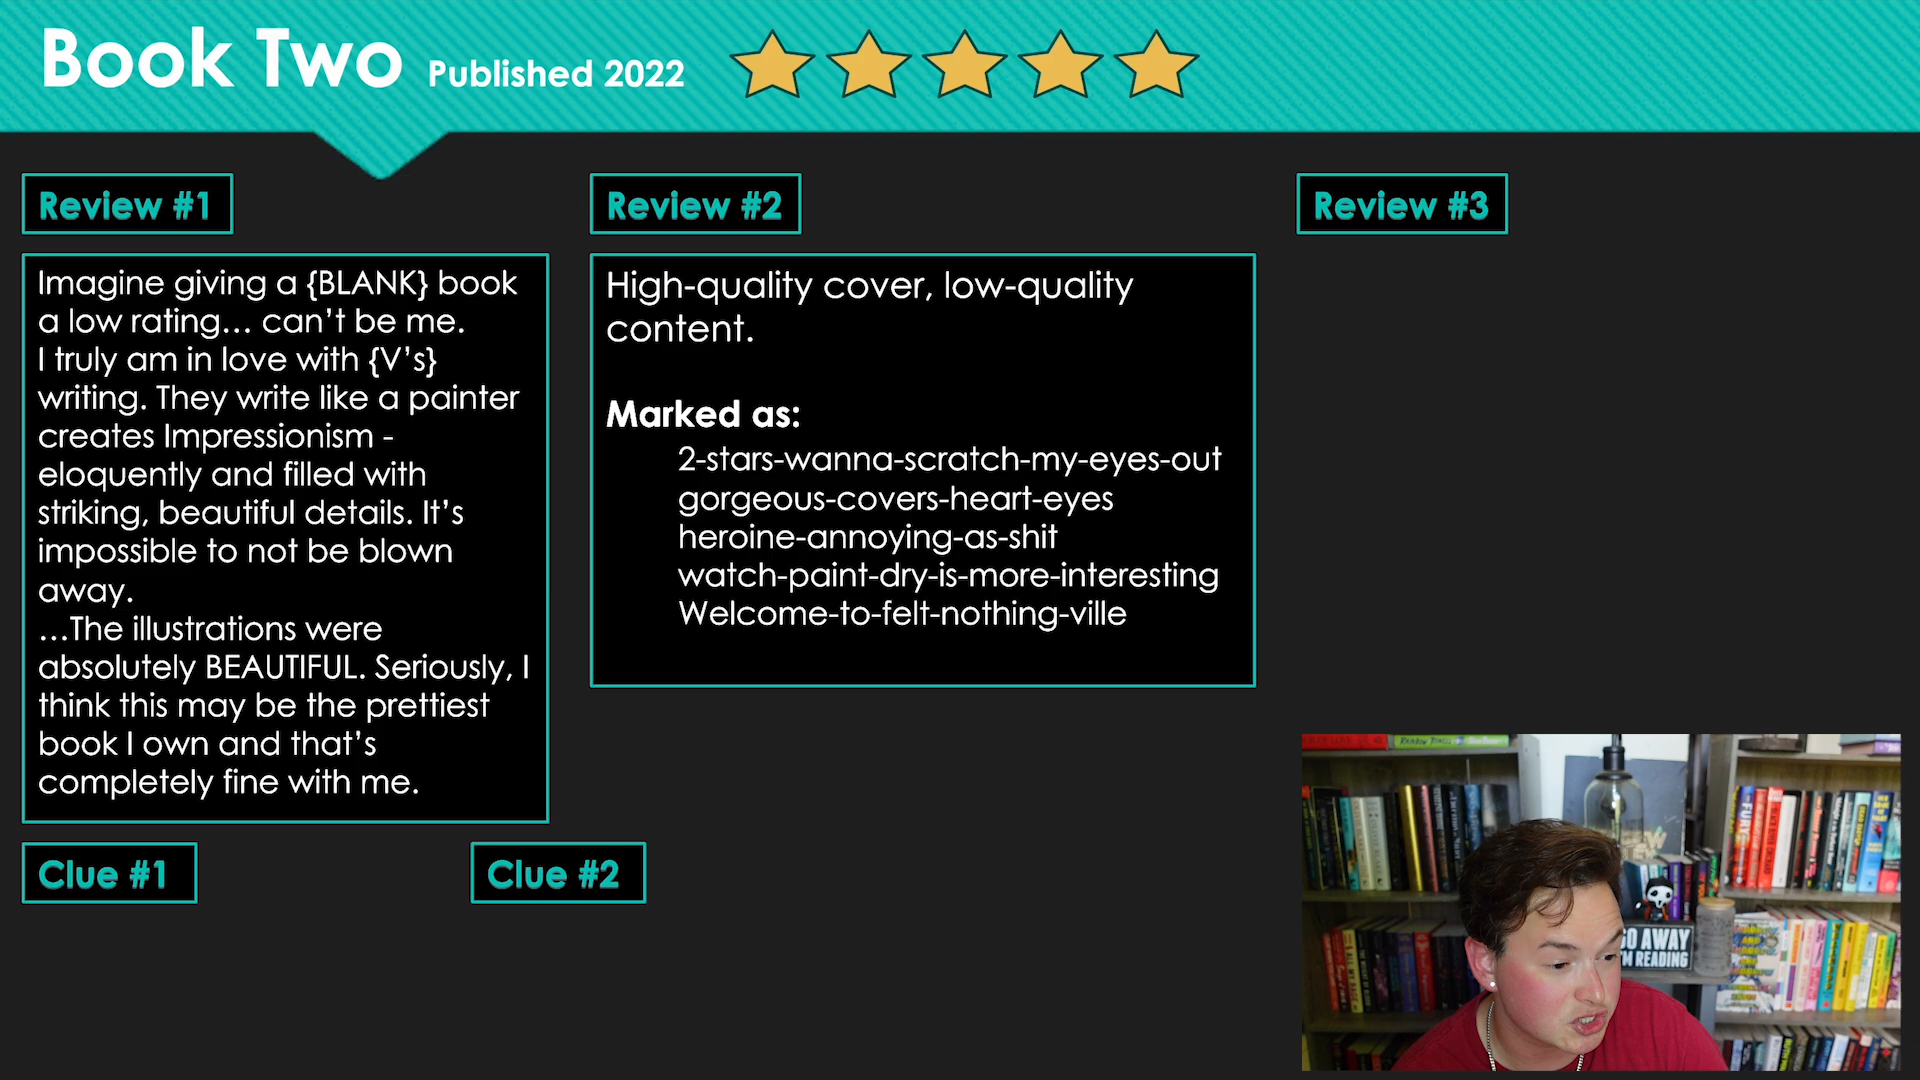 Book Two Published 2022
Review #1
Imagine giving a {BLANK} book
a low rating... can't be me.
I truly am in love with {V's}
writing. They write like a painter
creates Impressionism -
eloquently and filled with
striking, beautiful details. It's
impossible to not be blown
away.
...The illustrations were
absolutely BEAUTIFUL. Seriously, I
think this may be the prettiest
book I own and that's
completely fine with me.
Review #2
High-quality cover, low-quality
content.
Marked as:
2-stars-wanna-scratch-my-eyes-out
gorgeous-covers-heart-eyes
heroine-annoying-as-shit
watch-paint-dry-is-more-interesting
Welcome-to-felt-nothing-ville
Review #3
Clue #1
Clue #2
GO AWAY
I'M READING
FURY